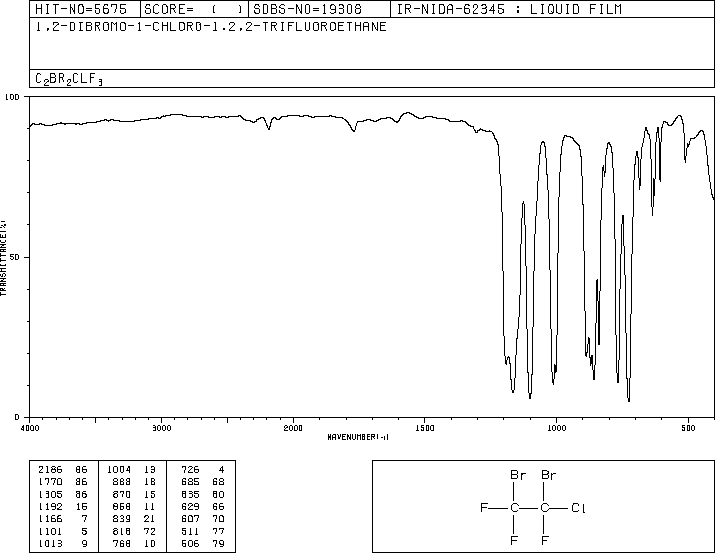 HIT-NO=5675 SCORE= ( ) SDBS-NO=19308 IR-NIDA-62345 : LIQUID FILM
1,2-DIBROMO-1-CHLORO-1,2,2-TRIFLUOROETHANE
C2BR2CLF3
100
50
0
TRANSMITTANCE(%)
4000 3000 2000 1500 1000 500
WAVENUMBER(-1)
2186 86 1004 13 726 4
1770 86 888 18 685 68
1305 86 870 15 635 60
1192 16 858 11 629 66
1166 7 839 21 607 70
1101 5 818 72 511 77
1013 9 768 10 506 79
Br Br
F C C Cl
F F